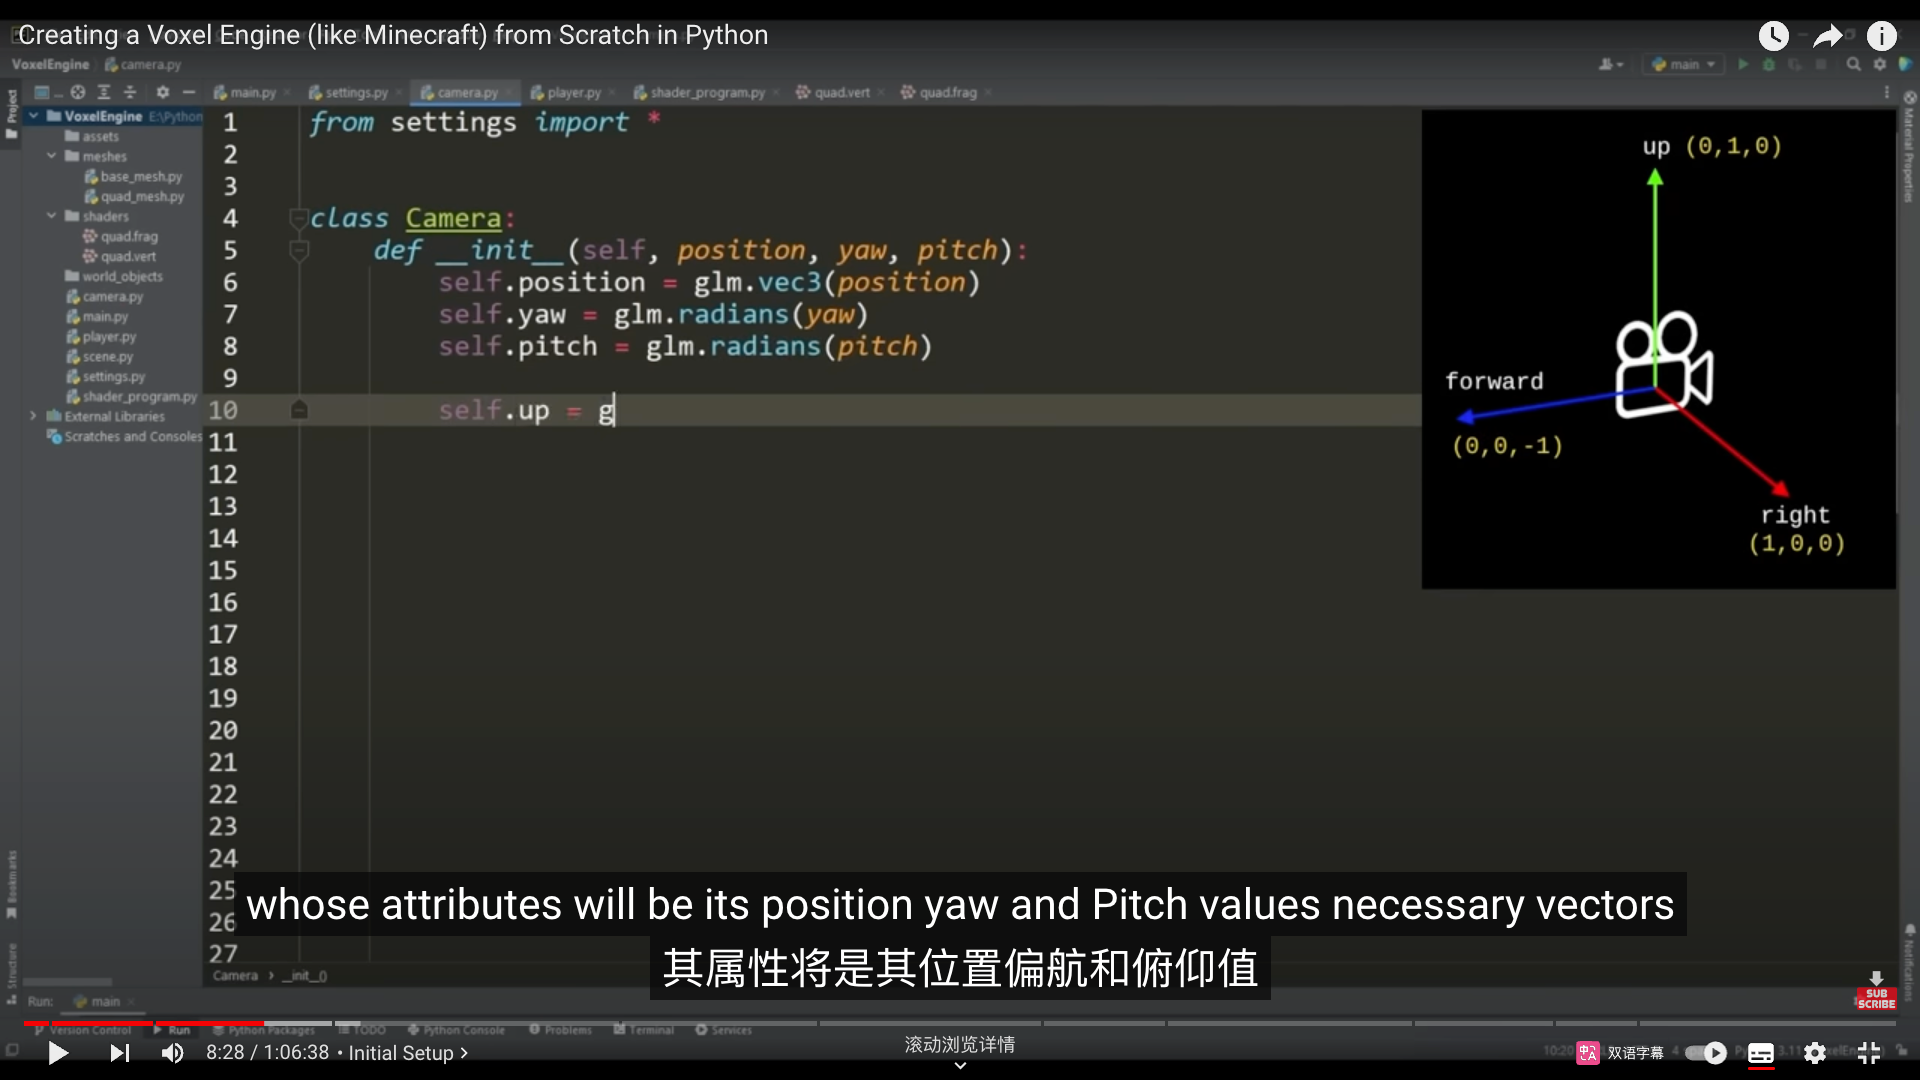 Creating a Voxel Engine (like Minecraft) from Scratch in Python
VoxelEngine camera.py
main
Project
main.py settings.py camera.py player.py shader_program.py quad.vert quad.frag
VoxelEngine E:\Python
assets
meshes
base_mesh.py
quad_mesh.py
shaders
quad.frag
quad.vert
world_objects
camera.py
main.py
player.py
scene.py
settings.py
shader_program.py
External Libraries
Scratches and Consoles
1 from settings import *
2
3
4 class Camera:
5 def __init__(self, position, yaw, pitch):
6 self.position = glm.vec3(position)
7 self.yaw = glm.radians(yaw)
8 self.pitch = glm.radians(pitch)
9
10 self.up = g
11
12
13
14
15
16
17
18
19
20
21
22
23
24
25
26
27
up (0,1,0)
forward
(0,0,-1)
right
(1,0,0)
Material Properties
Notifications
Bookmarks
Structure
whose attributes will be its position yaw and Pitch values necessary vectors
其属性将是其位置偏航和俯仰值
Camera › __init__()
SUB
SCRIBE
Run: main
Version Control Run Python Packages TODO Python Console Problems Terminal Services
8:28 / 1:06:38 • Initial Setup ›
滚动浏览详情
双语字幕